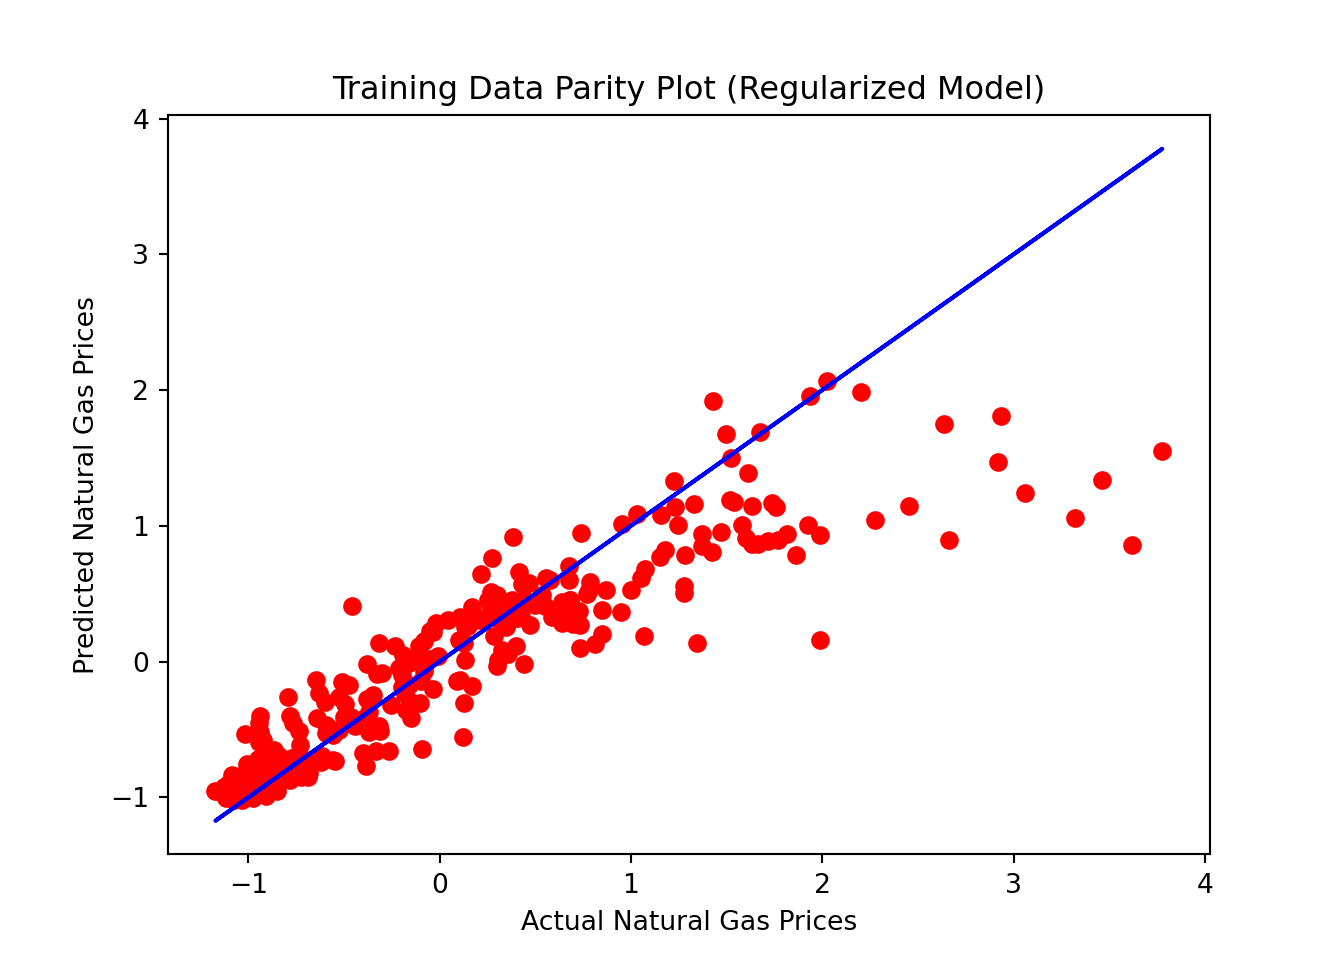 Training Data Parity Plot (Regularized Model)
4
3
2
1
0
−1
Predicted Natural Gas Prices
−1 0 1 2 3 4
Actual Natural Gas Prices